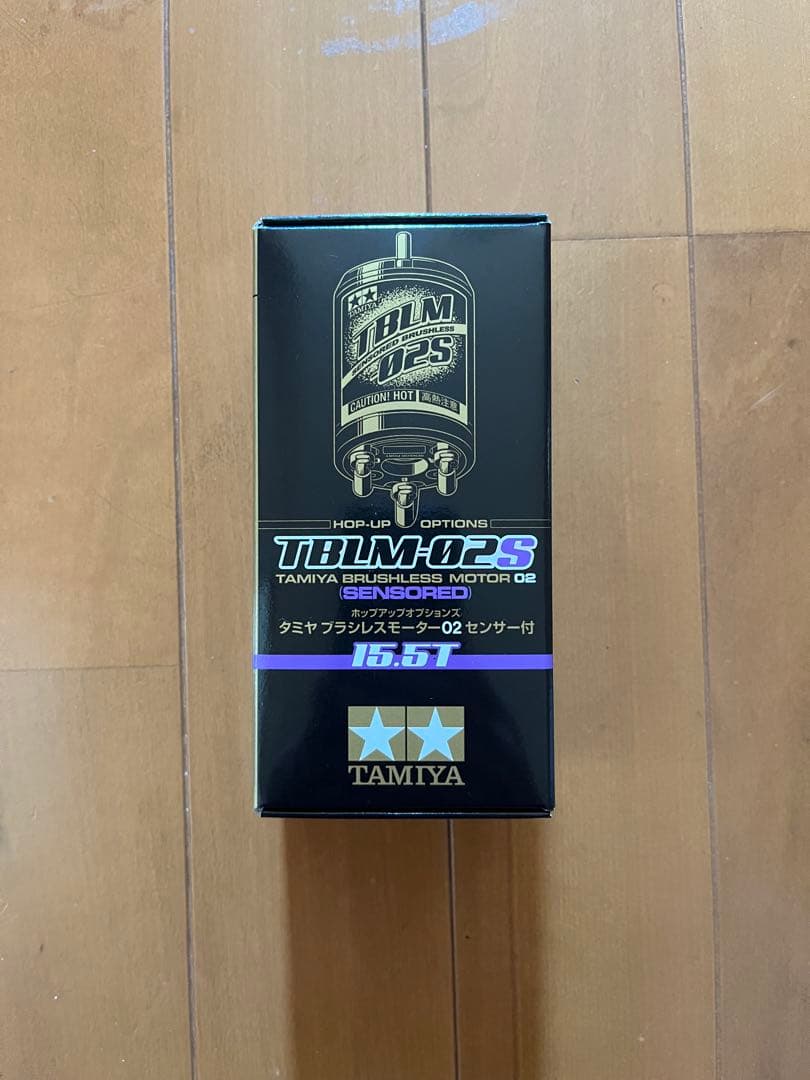 TAMIYA
TBLM
SENSORED BRUSHLESS
-02S
CAUTION! HOT 高熱注意
HOP-UP OPTIONS
TBLM-02S
TAMIYA BRUSHLESS MOTOR 02
(SENSORED)
ホップアップオプションズ
タミヤ ブラシレスモーター02 センサー付
15.5T
TAMIYA